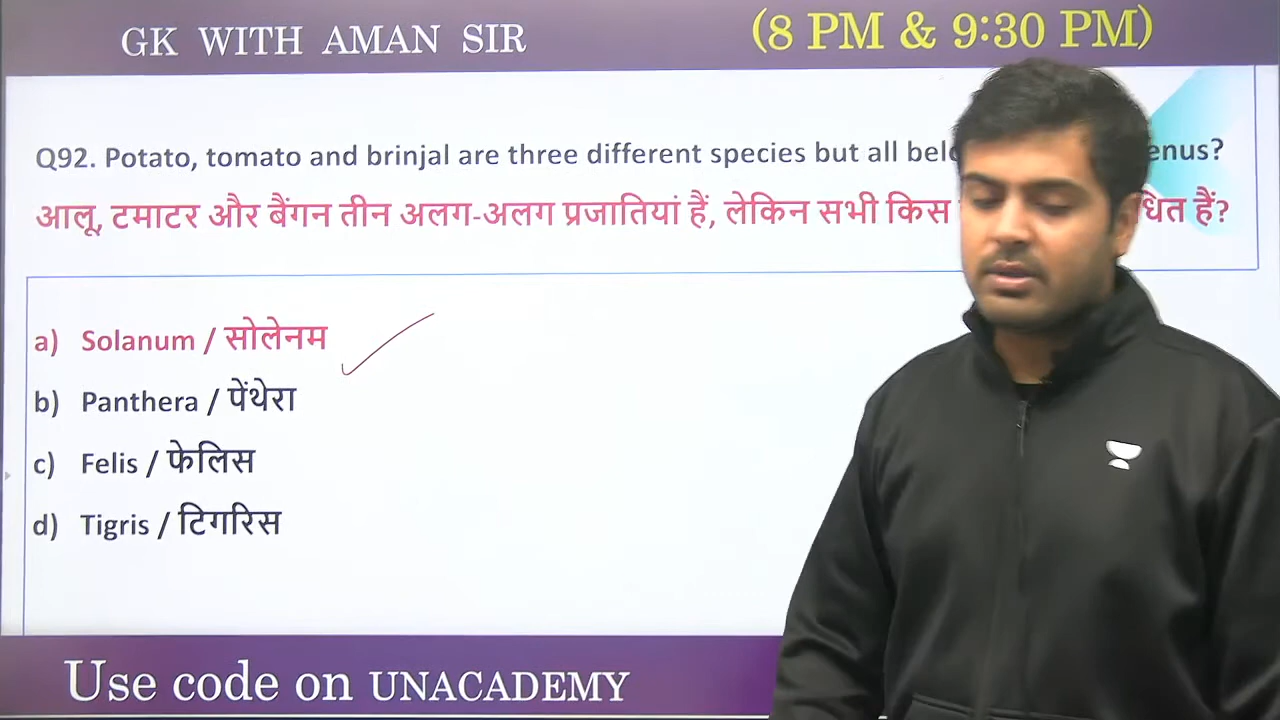 GK WITH AMAN SIR
(8 PM & 9:30 PM)
Q92. Potato, tomato and brinjal are three different species but all enus?
आलू, टमाटर और बैंगन तीन अलग-अलग प्रजातियां हैं, लेकिन सभी किस धित हैं?
a) Solanum / सोलेनम
b) Panthera / पेंथेरा
c) Felis / फेलिस
d) Tigris / टिगरिस
Use code on UNACADEMY